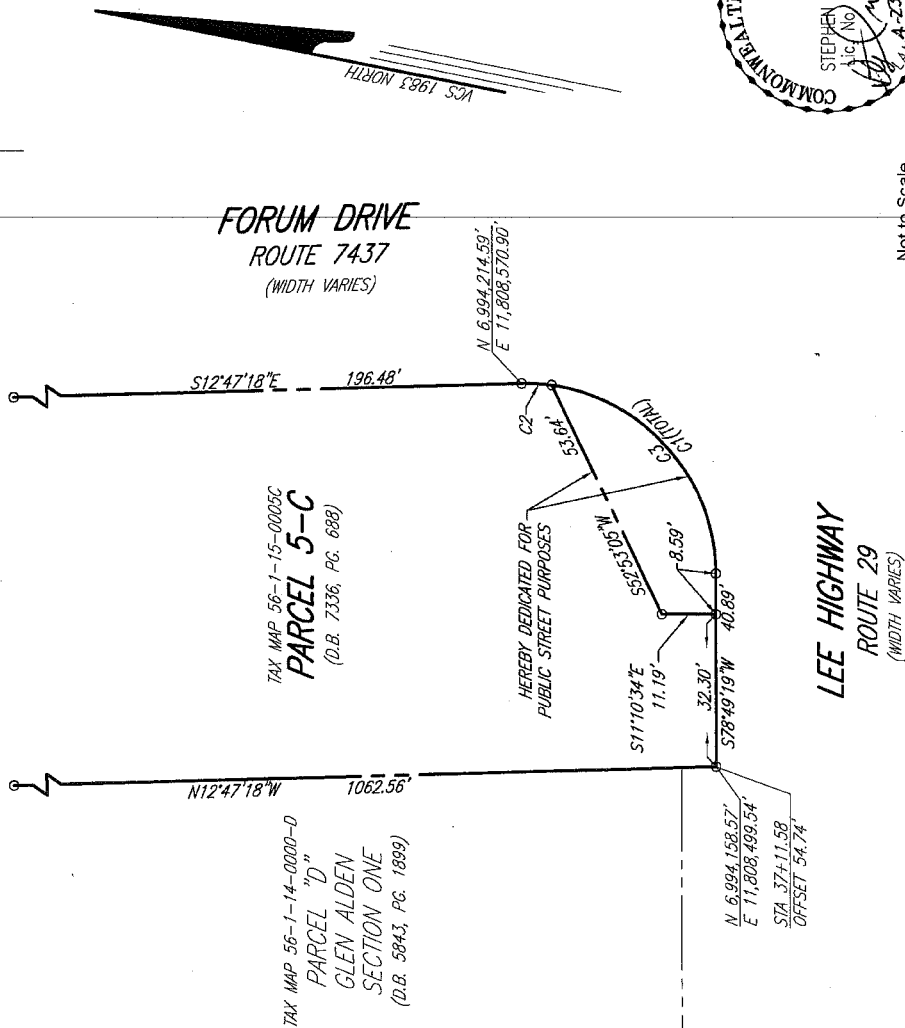 VCS 1983 NORTH
COMMONWEALT
STEPHEN
Lic. No.
Not to Scale
FORUM DRIVE
ROUTE 7437
(WIDTH VARIES)
N 6,994,214.59'
E 11,808,570.90'
S12°47'18"E 196.48'
C2
C3
C1(TOTAL)
53.64'
S52°53'05"W
TAX MAP 56-1-15-0005C
PARCEL 5-C
(D.B. 7336, PG. 688)
HEREBY DEDICATED FOR
PUBLIC STREET PURPOSES
S11°10'34"E
11.19'
8.59'
40.89'
32.30'
S78°49'19"W
LEE HIGHWAY
ROUTE 29
(WIDTH VARIES)
N12°47'18"W 1062.56'
TAX MAP 56-1-14-0000-D
PARCEL "D"
GLEN ALDEN
SECTION ONE
(D.B. 5843, PG. 1899)
N 6,994,158.57'
E 11,808,499.54'
STA 37+11.58
OFFSET 54.74'